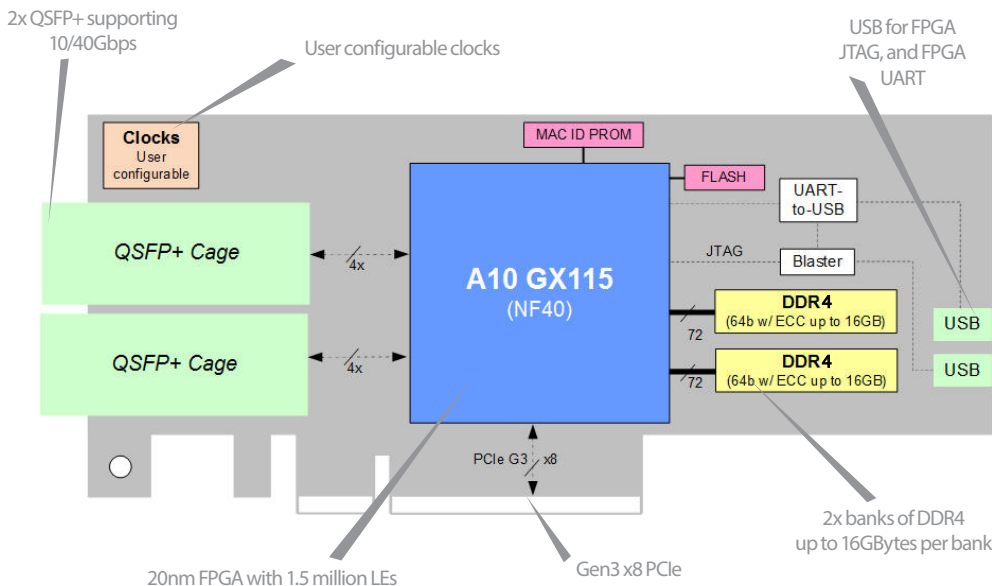 2x QSFP+ supporting
10/40Gbps
User configurable clocks
USB for FPGA
JTAG, and FPGA
UART
Clocks
User
configurable
MAC ID PROM
FLASH
UART-
to-USB
QSFP+ Cage
4x
JTAG
Blaster
A10 GX115
(NF40)
DDR4
(64b w/ ECC up to 16GB)
72
USB
QSFP+ Cage
4x
DDR4
(64b w/ ECC up to 16GB)
72
USB
PCIe G3
x8
2x banks of DDR4
up to 16GBytes per bank
Gen3 x8 PCIe
20nm FPGA with 1.5 million LEs